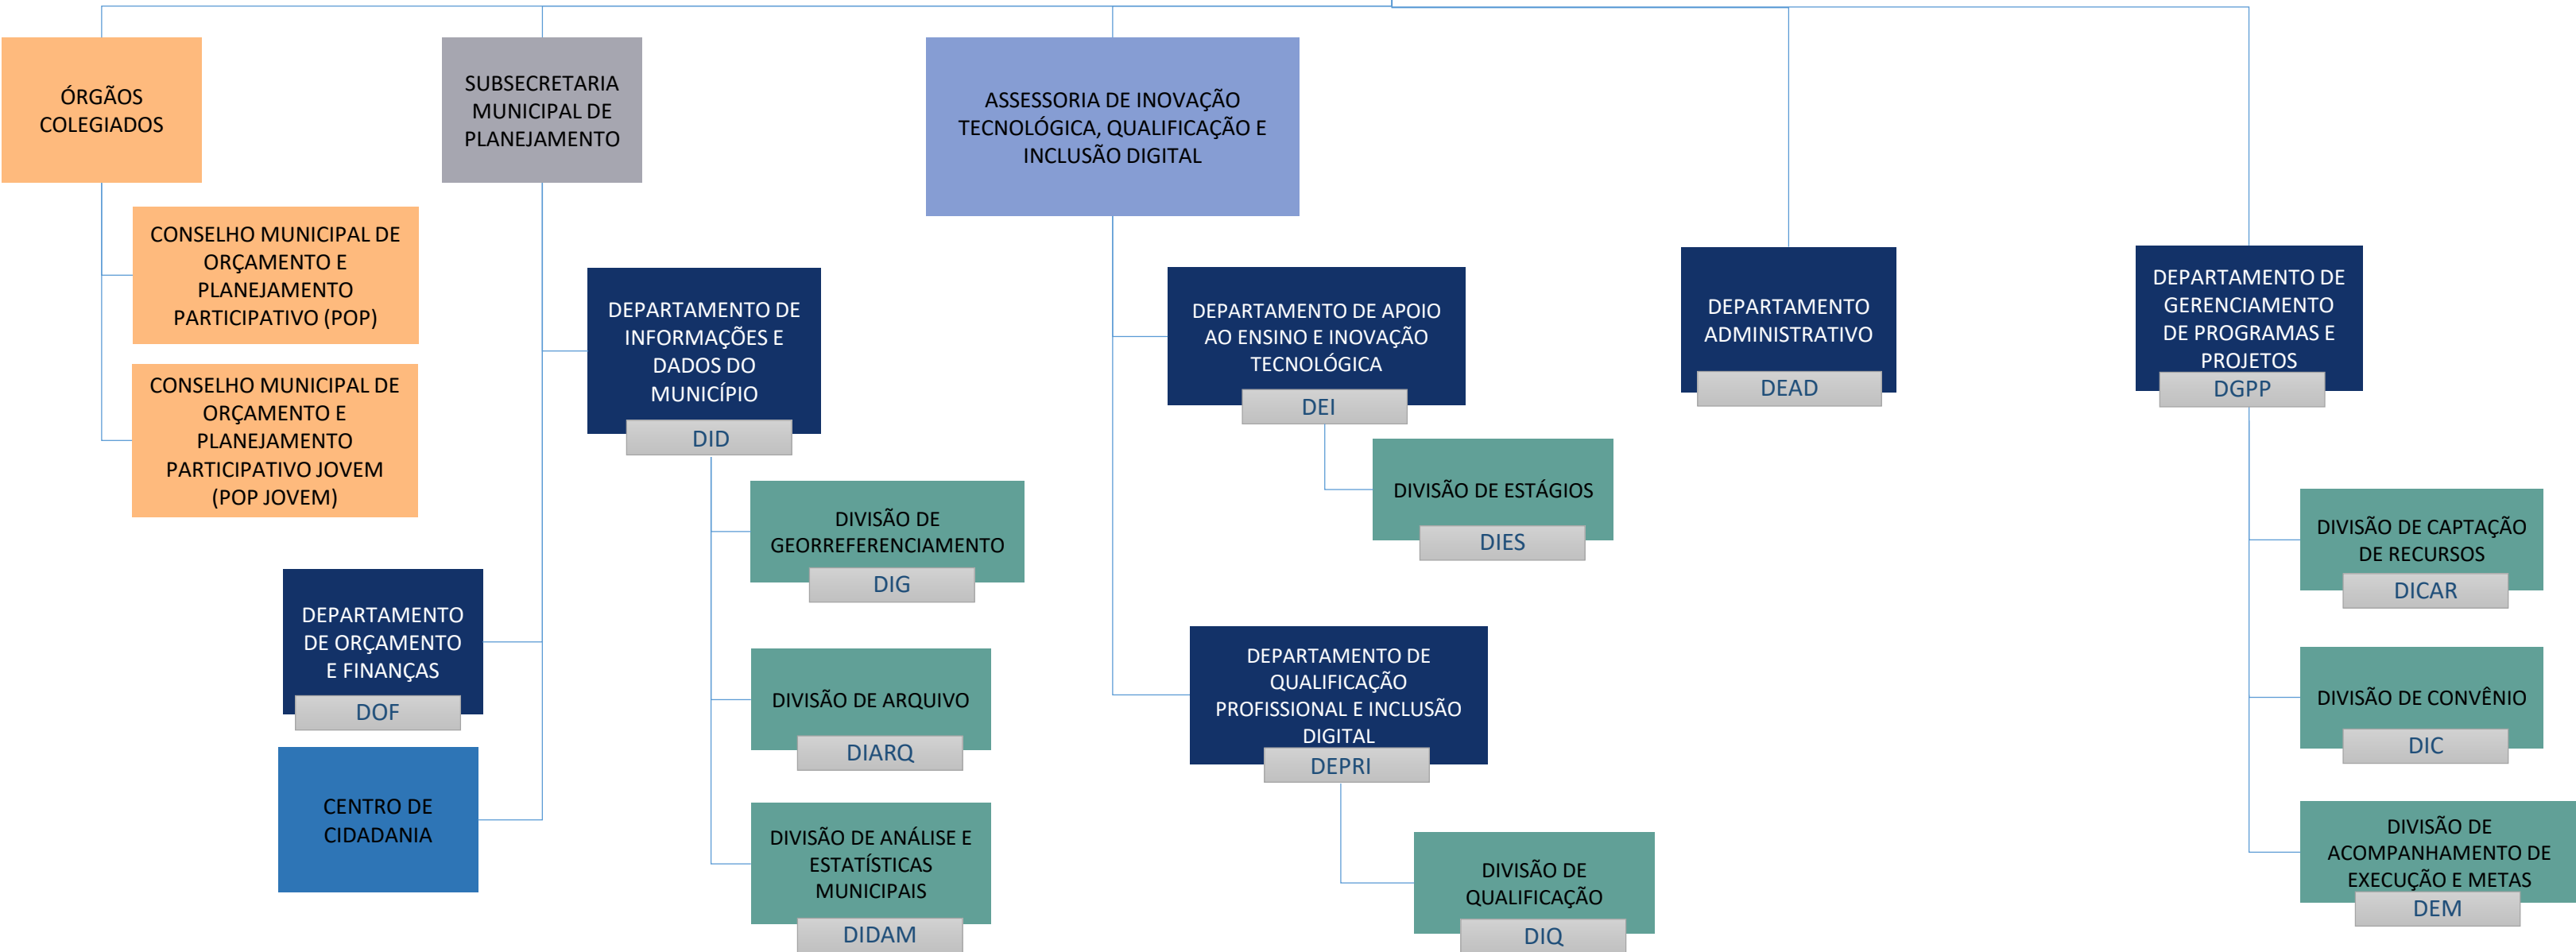 ÓRGÃOS
COLEGIADOS
CONSELHO MUNICIPAL DE
ORÇAMENTO E
PLANEJAMENTO
PARTICIPATIVO (POP)
CONSELHO MUNICIPAL DE
ORÇAMENTO E
PLANEJAMENTO
PARTICIPATIVO JOVEM
(POP JOVEM)
SUBSECRETARIA
MUNICIPAL DE
PLANEJAMENTO
DEPARTAMENTO DE
INFORMAÇÕES E
DADOS DO
MUNICÍPIO
DID
DIVISÃO DE
GEORREFERENCIAMENTO
DIG
DIVISÃO DE ARQUIVO
DIARQ
DIVISÃO DE ANÁLISE E
ESTATÍSTICAS
MUNICIPAIS
DIDAM
DEPARTAMENTO
DE ORÇAMENTO
E FINANÇAS
DOF
CENTRO DE
CIDADANIA
ASSESSORIA DE INOVAÇÃO
TECNOLÓGICA, QUALIFICAÇÃO E
INCLUSÃO DIGITAL
DEPARTAMENTO DE APOIO
AO ENSINO E INOVAÇÃO
TECNOLÓGICA
DEI
DIVISÃO DE ESTÁGIOS
DIES
DEPARTAMENTO DE
QUALIFICAÇÃO
PROFISSIONAL E INCLUSÃO
DIGITAL
DEPRI
DIVISÃO DE
QUALIFICAÇÃO
DIQ
DEPARTAMENTO
ADMINISTRATIVO
DEAD
DEPARTAMENTO DE
GERENCIAMENTO
DE PROGRAMAS E
PROJETOS
DGPP
DIVISÃO DE CAPTAÇÃO
DE RECURSOS
DICAR
DIVISÃO DE CONVÊNIO
DIC
DIVISÃO DE
ACOMPANHAMENTO DE
EXECUÇÃO E METAS
DEM